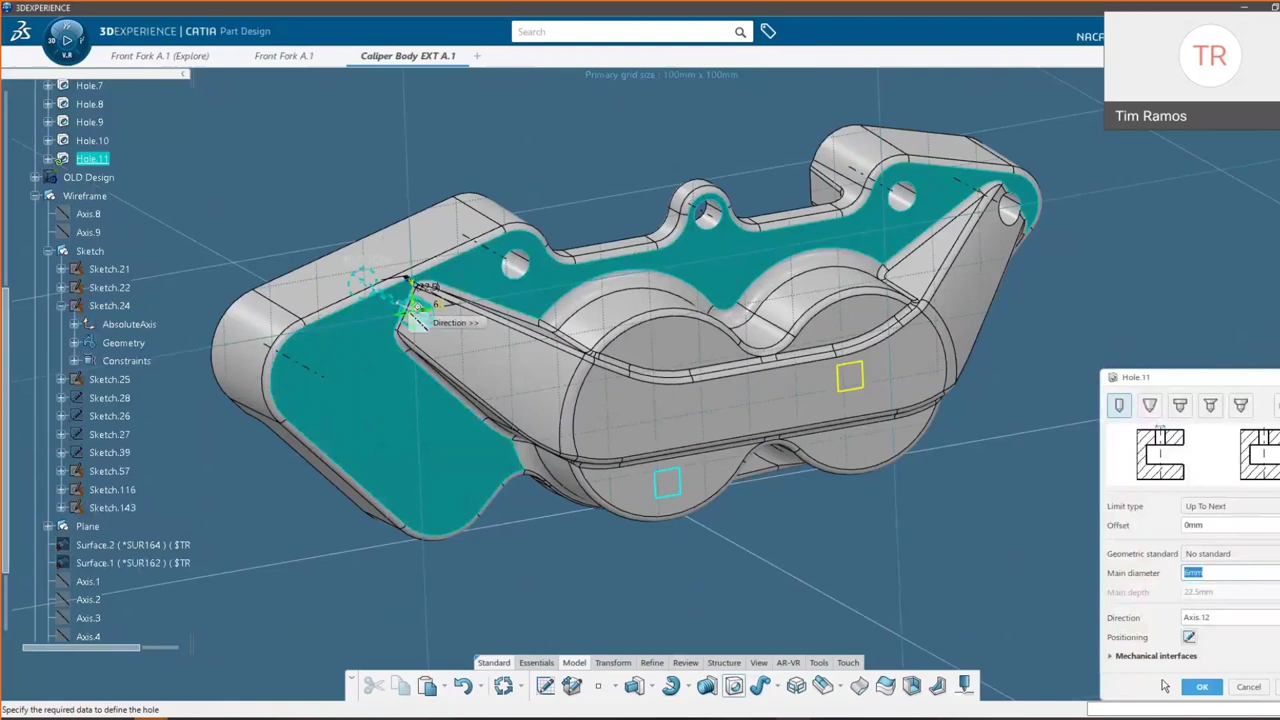 3DEXPERIENCE
3DEXPERIENCE | CATIA Part Design
Search
V.R
3D
Front Fork A.1 (Explore)
Front Fork A.1
Caliper Body EXT A.1
Primary grid size : 100mm x 100mm
NACA
TR
Tim Ramos
Hole.7
Hole.8
Hole.9
Hole.10
Hole.11
OLD Design
Wireframe
Axis.8
Axis.9
Sketch
Sketch.21
Sketch.22
Sketch.24
AbsoluteAxis
Geometry
Constraints
Sketch.25
Sketch.28
Sketch.26
Sketch.27
Sketch.39
Sketch.57
Sketch.116
Sketch.143
Plane
Surface.2 ( *SUR164 ) ( $TR
Surface.1 ( *SUR162 ) ( $TR
Axis.1
Axis.2
Axis.3
Axis.4
6
Direction >>
Hole.11
Limit type Up To Next
Offset 0mm
Geometric standard No standard
Main diameter 6mm
Main depth 22.5mm
Direction Axis.12
Positioning
Mechanical interfaces
OK Cancel
Standard Essentials Model Transform Refine Review Structure View AR-VR Tools Touch
Specify the required data to define the hole